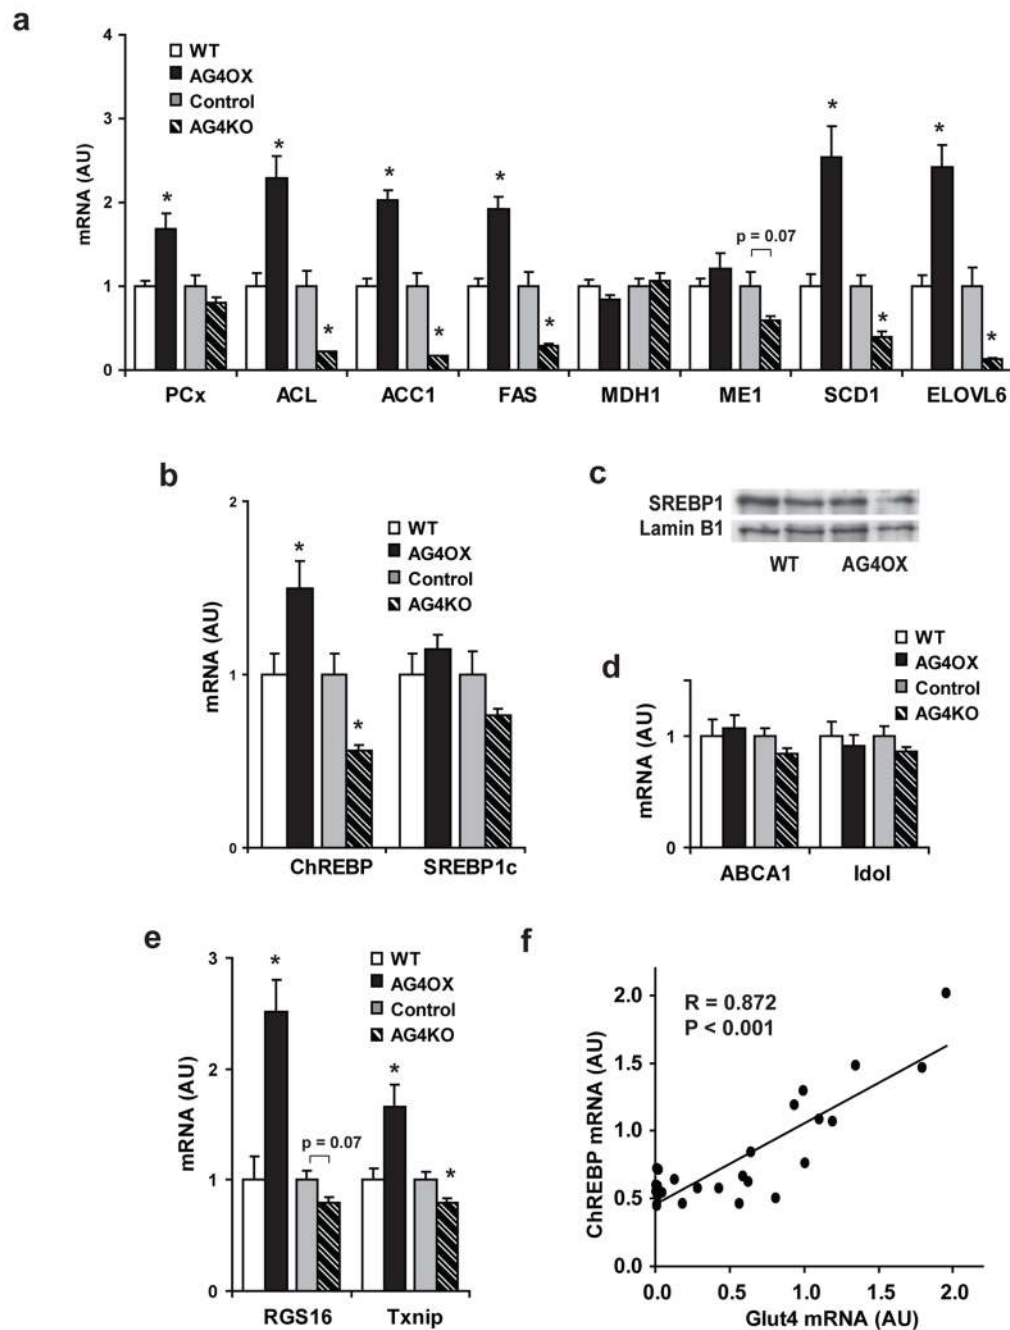 a
4
3
2
1
0
mRNA (AU)
WT
AG4OX
Control
AG4KO
* * * * p = 0.07 * *
* * * * *
PCx ACL ACC1 FAS MDH1 ME1 SCD1 ELOVL6
b
2
1
0
mRNA (AU)
WT
AG4OX
Control
AG4KO
*
*
ChREBP SREBP1c
c
SREBP1
Lamin B1
WT AG4OX
d
WT
AG4OX
Control
AG4KO
1
0
mRNA (AU)
ABCA1 Idol
e
3
2
1
0
mRNA (AU)
WT
AG4OX
Control
AG4KO
*
*
p = 0.07 *
RGS16 Txnip
f
R = 0.872
P < 0.001
2.0
1.5
1.0
0.5
0.0
ChREBP mRNA (AU)
0.0 0.5 1.0 1.5 2.0
Glut4 mRNA (AU)